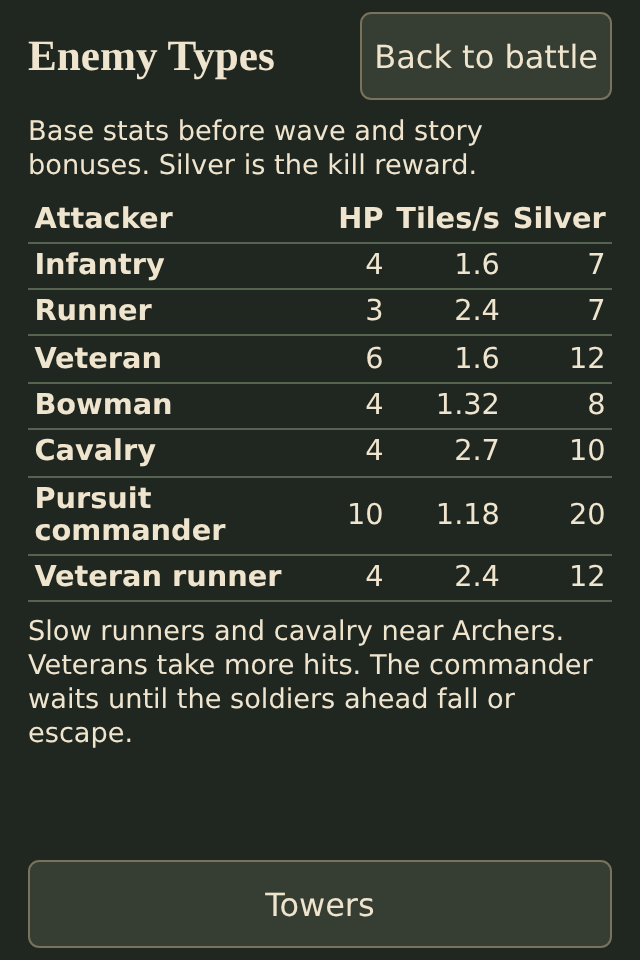 Enemy Types
Back to battle
Base stats before wave and story
bonuses. Silver is the kill reward.
Attacker HP Tiles/s Silver
Infantry 4 1.6 7
Runner 3 2.4 7
Veteran 6 1.6 12
Bowman 4 1.32 8
Cavalry 4 2.7 10
Pursuit
commander 10 1.18 20
Veteran runner 4 2.4 12
Slow runners and cavalry near Archers.
Veterans take more hits. The commander
waits until the soldiers ahead fall or
escape.
Towers